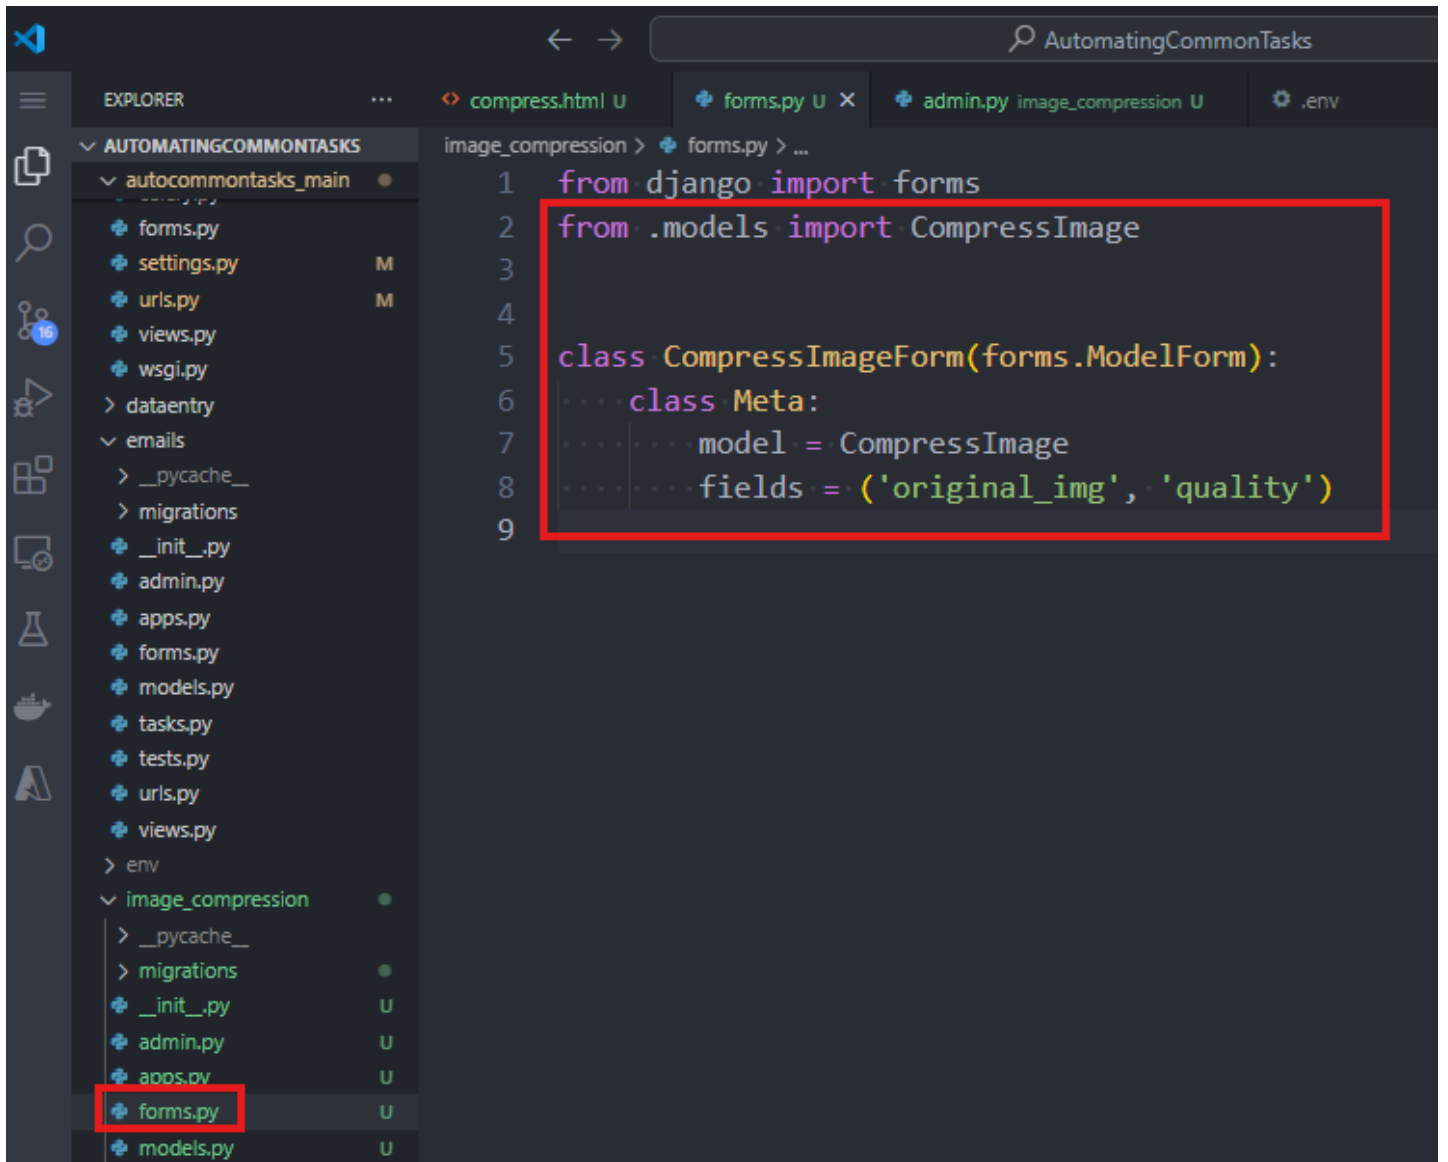 AutomatingCommonTasks
EXPLORER ...
compress.html U
forms.py U
admin.py image_compression U
.env
AUTOMATINGCOMMONTASKS
autocommontasks_main
forms.py
settings.py M
urls.py M
views.py
wsgi.py
dataentry
emails
__pycache__
migrations
__init__.py
admin.py
apps.py
forms.py
models.py
tasks.py
tests.py
urls.py
views.py
env
image_compression
__pycache__
migrations
__init__.py U
admin.py U
apps.py U
forms.py U
models.py U
16
image_compression > forms.py > ...
1 from django import forms
2 from .models import CompressImage
3
4
5 class CompressImageForm(forms.ModelForm):
6 class Meta:
7 model = CompressImage
8 fields = ('original_img', 'quality')
9